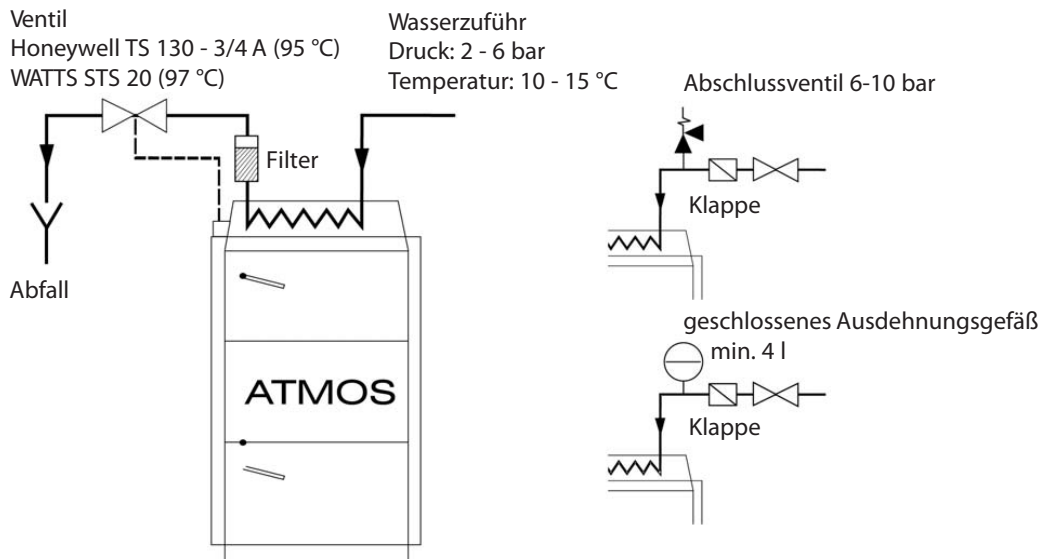 Ventil
Honeywell TS 130 - 3/4 A (95 °C)
WATTS STS 20 (97 °C)
Wasserzuführ
Druck: 2 - 6 bar
Temperatur: 10 - 15 °C
Abschlussventil 6-10 bar
Filter
Klappe
Abfall
geschlossenes Ausdehnungsgefäß
min. 4 l
ATMOS
Klappe